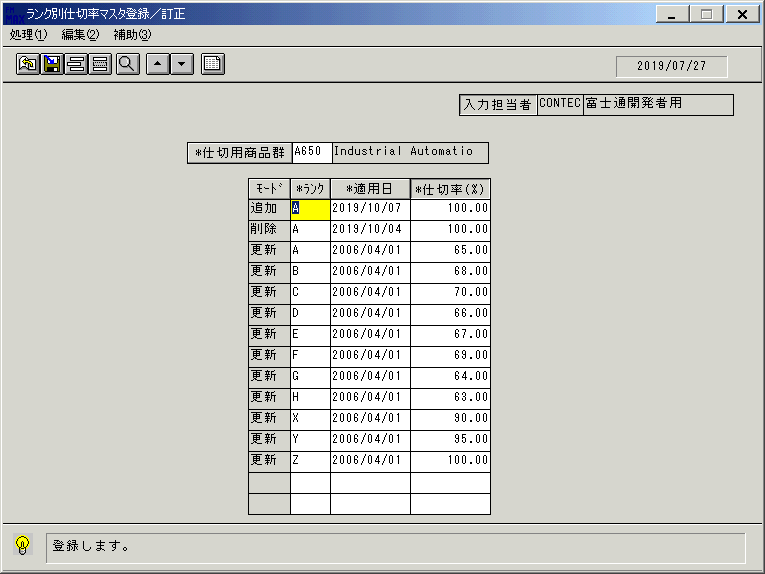 ランク別仕切率マスタ登録／訂正
処理(1) 編集(2) 補助(3)
2019/07/27
入力担当者 CONTEC 富士通開発者用
*仕切用商品群 A650 Industrial Automatio
ﾓｰﾄﾞ *ﾗﾝｸ *適用日 *仕切率(%)
追加 A 2019/10/07 100.00
削除 A 2019/10/04 100.00
更新 A 2006/04/01 65.00
更新 B 2006/04/01 68.00
更新 C 2006/04/01 70.00
更新 D 2006/04/01 66.00
更新 E 2006/04/01 67.00
更新 F 2006/04/01 69.00
更新 G 2006/04/01 64.00
更新 H 2006/04/01 63.00
更新 X 2006/04/01 90.00
更新 Y 2006/04/01 95.00
更新 Z 2006/04/01 100.00
登録します。